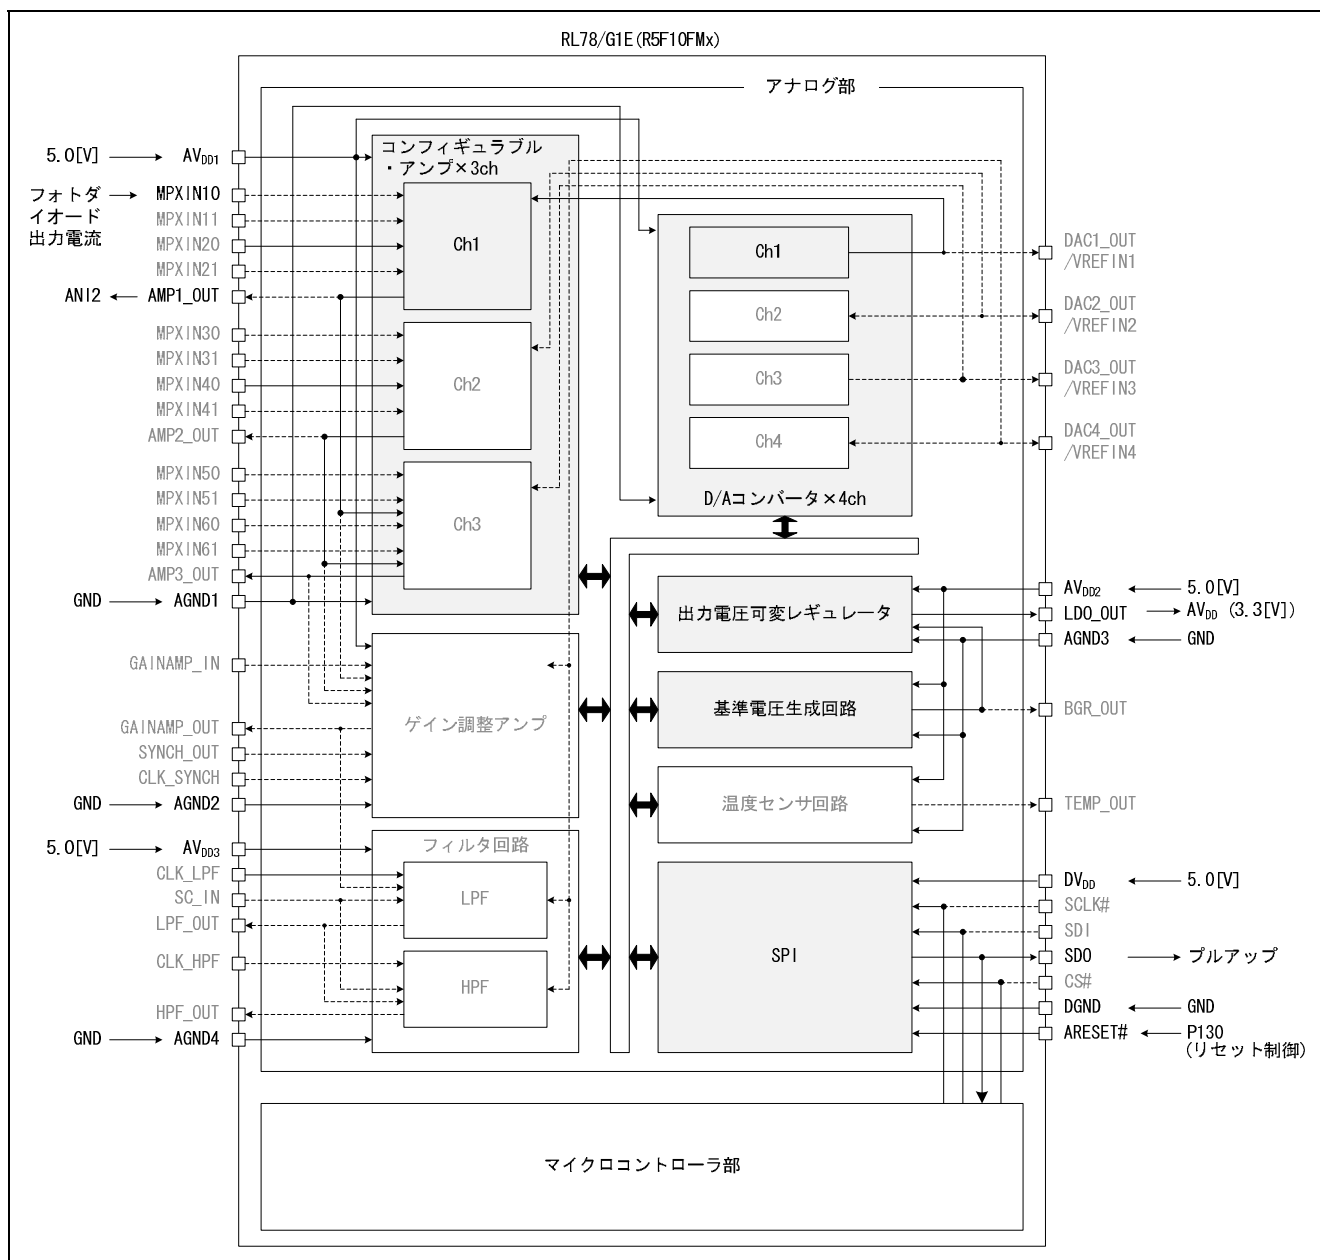 RL78/G1E(R5F10FMx)
アナログ部
5.0[V]
AVDD1
フォトダ
イオード
出力電流
MPXIN10
MPXIN11
MPXIN20
MPXIN21
ANI2
AMP1_OUT
MPXIN30
MPXIN31
MPXIN40
MPXIN41
AMP2_OUT
MPXIN50
MPXIN51
MPXIN60
MPXIN61
AMP3_OUT
GND
AGND1
GAINAMP_IN
GAINAMP_OUT
SYNCH_OUT
CLK_SYNCH
GND
AGND2
5.0[V]
AVDD3
CLK_LPF
SC_IN
LPF_OUT
CLK_HPF
HPF_OUT
GND
AGND4
コンフィギュラブル
・アンプ×3ch
Ch1
Ch2
Ch3
ゲイン調整アンプ
フィルタ回路
LPF
HPF
Ch1
Ch2
Ch3
Ch4
D/Aコンバータ×4ch
出力電圧可変レギュレータ
基準電圧生成回路
温度センサ回路
SPI
DAC1_OUT
/VREFIN1
DAC2_OUT
/VREFIN2
DAC3_OUT
/VREFIN3
DAC4_OUT
/VREFIN4
AVDD2
5.0[V]
LDO_OUT
AVDD (3.3[V])
AGND3
GND
BGR_OUT
TEMP_OUT
DVDD
5.0[V]
SCLK#
SDI
SDO
プルアップ
CS#
DGND
GND
ARESET#
P130
(リセット制御)
マイクロコントローラ部